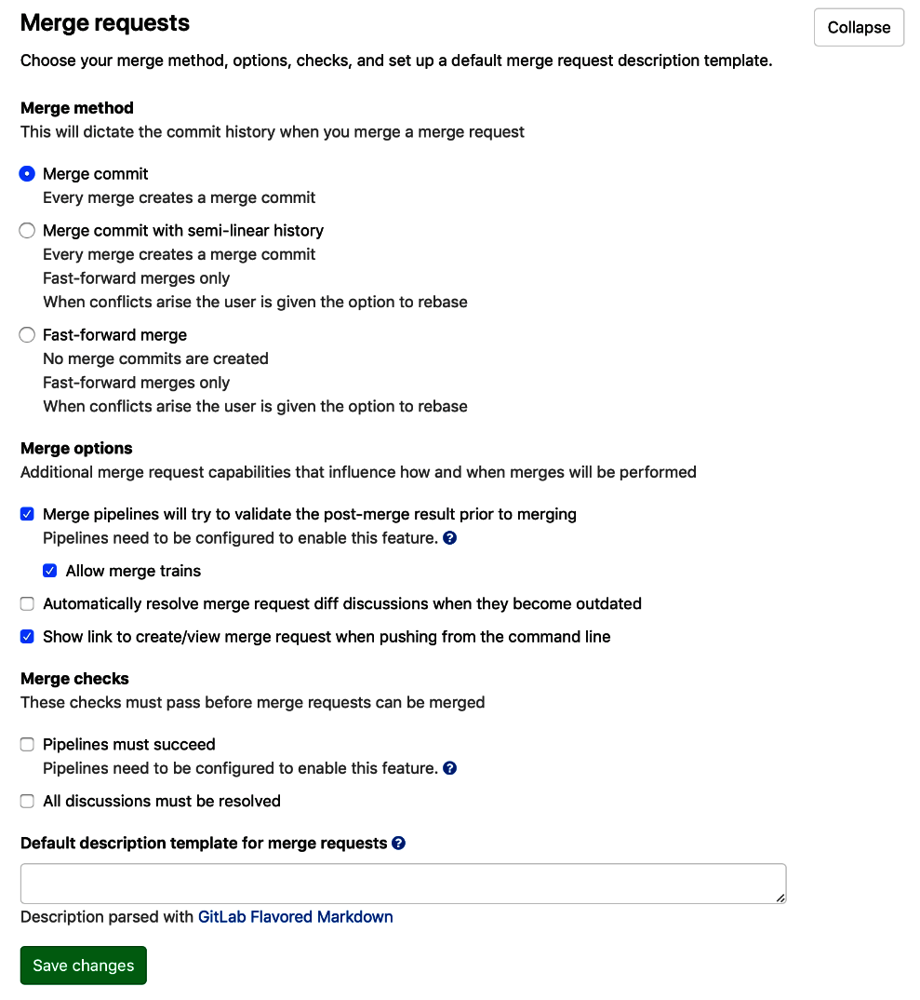 Merge requests
Collapse
Choose your merge method, options, checks, and set up a default merge request description template.
Merge method
This will dictate the commit history when you merge a merge request
Merge commit
Every merge creates a merge commit
Merge commit with semi-linear history
Every merge creates a merge commit
Fast-forward merges only
When conflicts arise the user is given the option to rebase
Fast-forward merge
No merge commits are created
Fast-forward merges only
When conflicts arise the user is given the option to rebase
Merge options
Additional merge request capabilities that influence how and when merges will be performed
Merge pipelines will try to validate the post-merge result prior to merging
Pipelines need to be configured to enable this feature. ?
Allow merge trains
Automatically resolve merge request diff discussions when they become outdated
Show link to create/view merge request when pushing from the command line
Merge checks
These checks must pass before merge requests can be merged
Pipelines must succeed
Pipelines need to be configured to enable this feature. ?
All discussions must be resolved
Default description template for merge requests ?
Description parsed with GitLab Flavored Markdown
Save changes